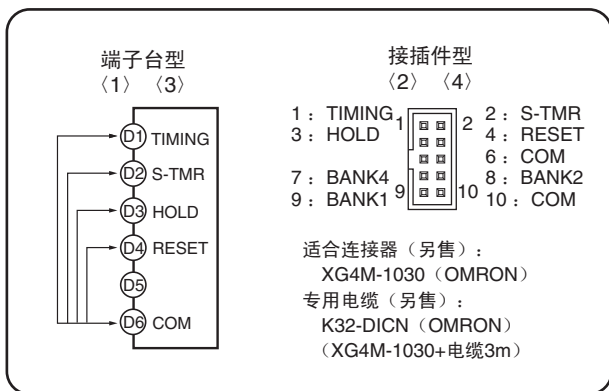 端子台型
〈1〉 〈3〉
D1 TIMING
D2 S-TMR
D3 HOLD
D4 RESET
D5
D6 COM
接插件型
〈2〉 〈4〉
1 : TIMING 1 2 2 : S-TMR
3 : HOLD 4 : RESET
6 : COM
7 : BANK4 8 : BANK2
9 : BANK1 9 10 10 : COM
适合连接器（另售）：
XG4M-1030（OMRON）
专用电缆（另售）：
K32-DICN（OMRON）
（XG4M-1030+电缆3m）